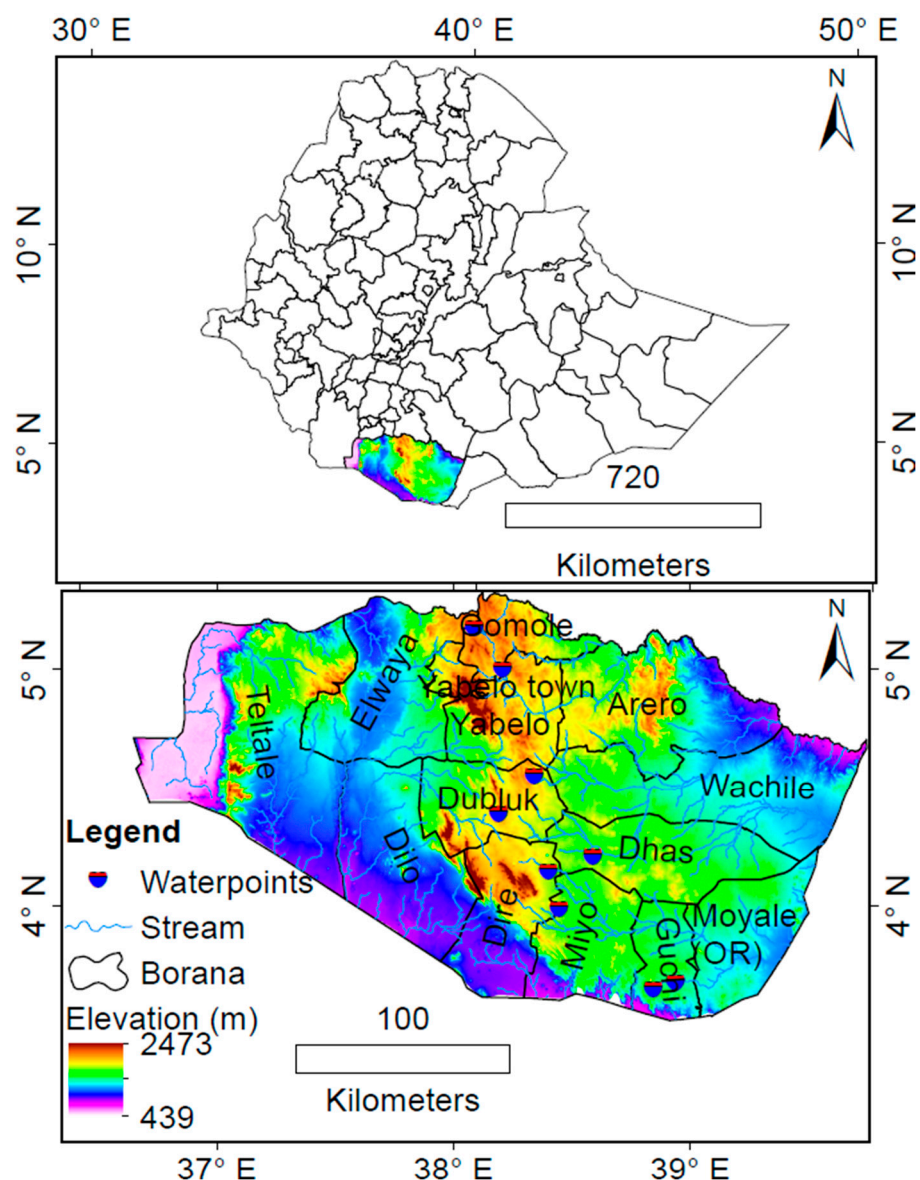 30° E
40° E
50° E
N
10° N
10° N
5° N
5° N
720
Kilometers
N
5° N
5° N
Gomole
Elwaya
Yabelo town
Teltale
Arero
Yabelo
Wachile
Dubluk
Legend
Dilo
Dhas
Waterpoints
4° N
4° N
Dire
Miyo
Moyale
(OR)
Stream
Borana
Elevation (m)
100
2473
439
Kilometers
37° E
38° E
39° E